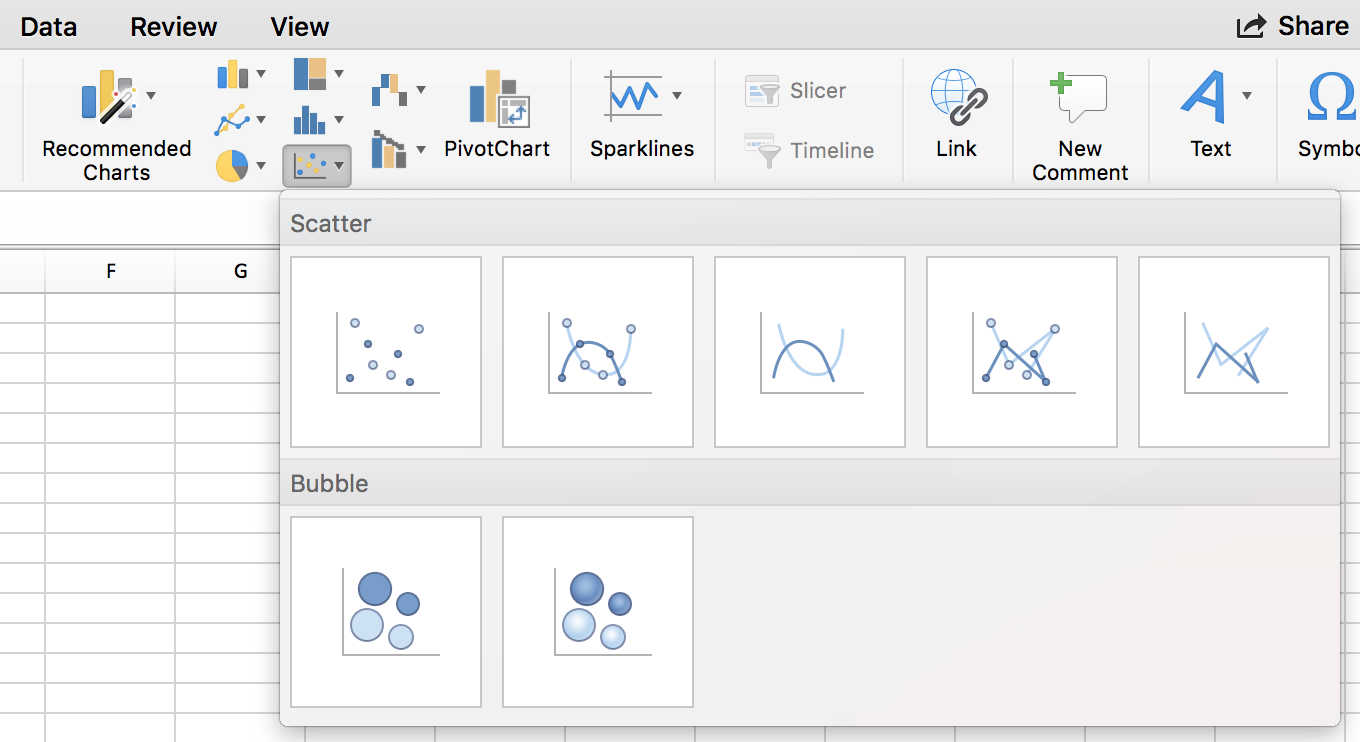 Data Review View Share
Recommended
Charts
PivotChart
Sparklines
Slicer
Timeline
Link
New
Comment
Text
Symbo
F G
Scatter
Bubble